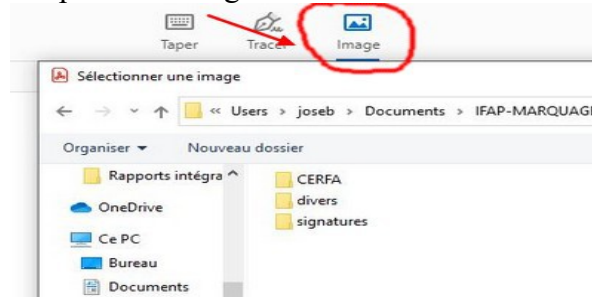 Taper Tracer Image
Sélectionner une image
« Users › joseb › Documents › IFAP-MARQUAGE
Organiser Nouveau dossier
Rapports intégra
CERFA
divers
signatures
OneDrive
Ce PC
Bureau
Documents